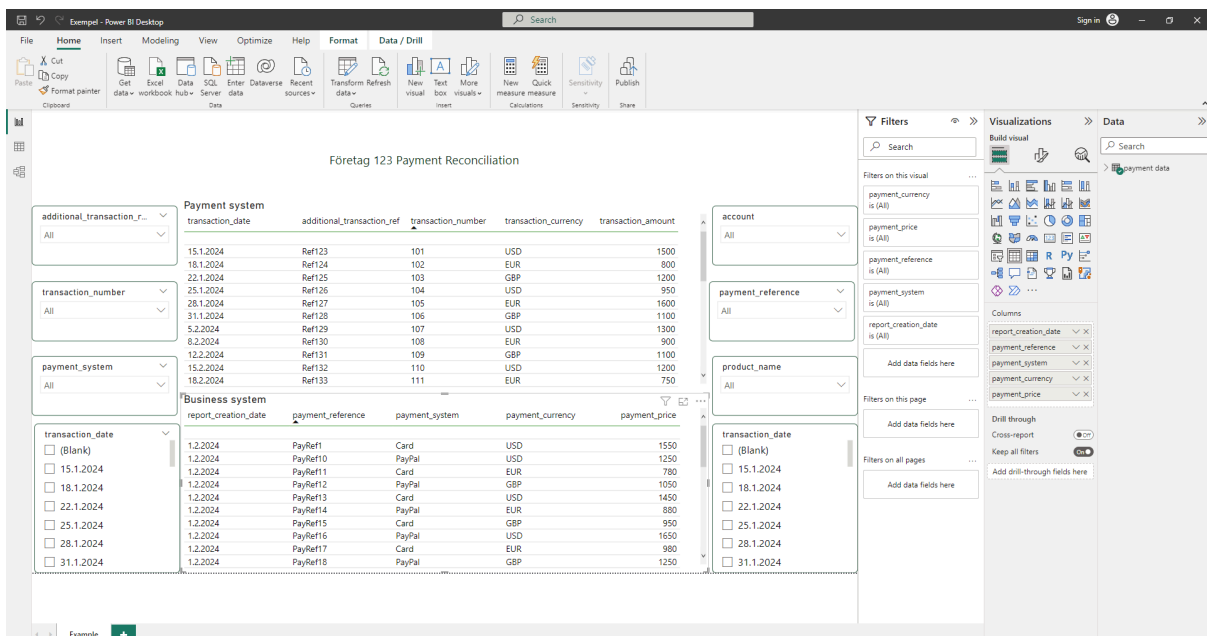 Exempel - Power BI Desktop
Search
Sign in
File Home Insert Modeling View Optimize Help Format Data / Drill
Paste
Cut
Copy
Format painter
Clipboard
Get data
Excel workbook
Data hub
SQL Server
Enter data
Dataverse
Recent sources
Data
Transform data
Refresh
Queries
New visual
Text box
More visuals
Insert
New measure
Quick measure
Calculations
Sensitivity
Sensitivity
Publish
Share
Företag 123 Payment Reconciliation
additional_transaction_r...
All
transaction_number
All
payment_system
All
transaction_date
(Blank)
15.1.2024
18.1.2024
22.1.2024
25.1.2024
28.1.2024
31.1.2024
Payment system
transaction_date additional_transaction_ref transaction_number transaction_currency transaction_amount
15.1.2024 Ref123 101 USD 1500
18.1.2024 Ref124 102 EUR 800
22.1.2024 Ref125 103 GBP 1200
25.1.2024 Ref126 104 USD 950
28.1.2024 Ref127 105 EUR 1600
31.1.2024 Ref128 106 GBP 1100
5.2.2024 Ref129 107 USD 1300
8.2.2024 Ref130 108 EUR 900
12.2.2024 Ref131 109 GBP 1100
15.2.2024 Ref132 110 USD 1200
18.2.2024 Ref133 111 EUR 750
Business system
report_creation_date payment_reference payment_system payment_currency payment_price
1.2.2024 PayRef1 Card USD 1550
1.2.2024 PayRef10 PayPal USD 1250
1.2.2024 PayRef11 Card EUR 780
1.2.2024 PayRef12 PayPal GBP 1050
1.2.2024 PayRef13 Card USD 1450
1.2.2024 PayRef14 PayPal EUR 880
1.2.2024 PayRef15 Card GBP 950
1.2.2024 PayRef16 PayPal USD 1650
1.2.2024 PayRef17 Card EUR 980
1.2.2024 PayRef18 PayPal GBP 1250
account
All
payment_reference
All
product_name
All
transaction_date
(Blank)
15.1.2024
18.1.2024
22.1.2024
25.1.2024
28.1.2024
31.1.2024
Filters
Search
Filters on this visual
payment_currency
is (All)
payment_price
is (All)
payment_reference
is (All)
payment_system
is (All)
report_creation_date
is (All)
Add data fields here
Filters on this page
Add data fields here
Filters on all pages
Add data fields here
Visualizations
Build visual
R Py
Columns
report_creation_date
payment_reference
payment_system
payment_currency
payment_price
Drill through
Cross-report
Off
Keep all filters
On
Add drill-through fields here
Data
Search
payment data
Example